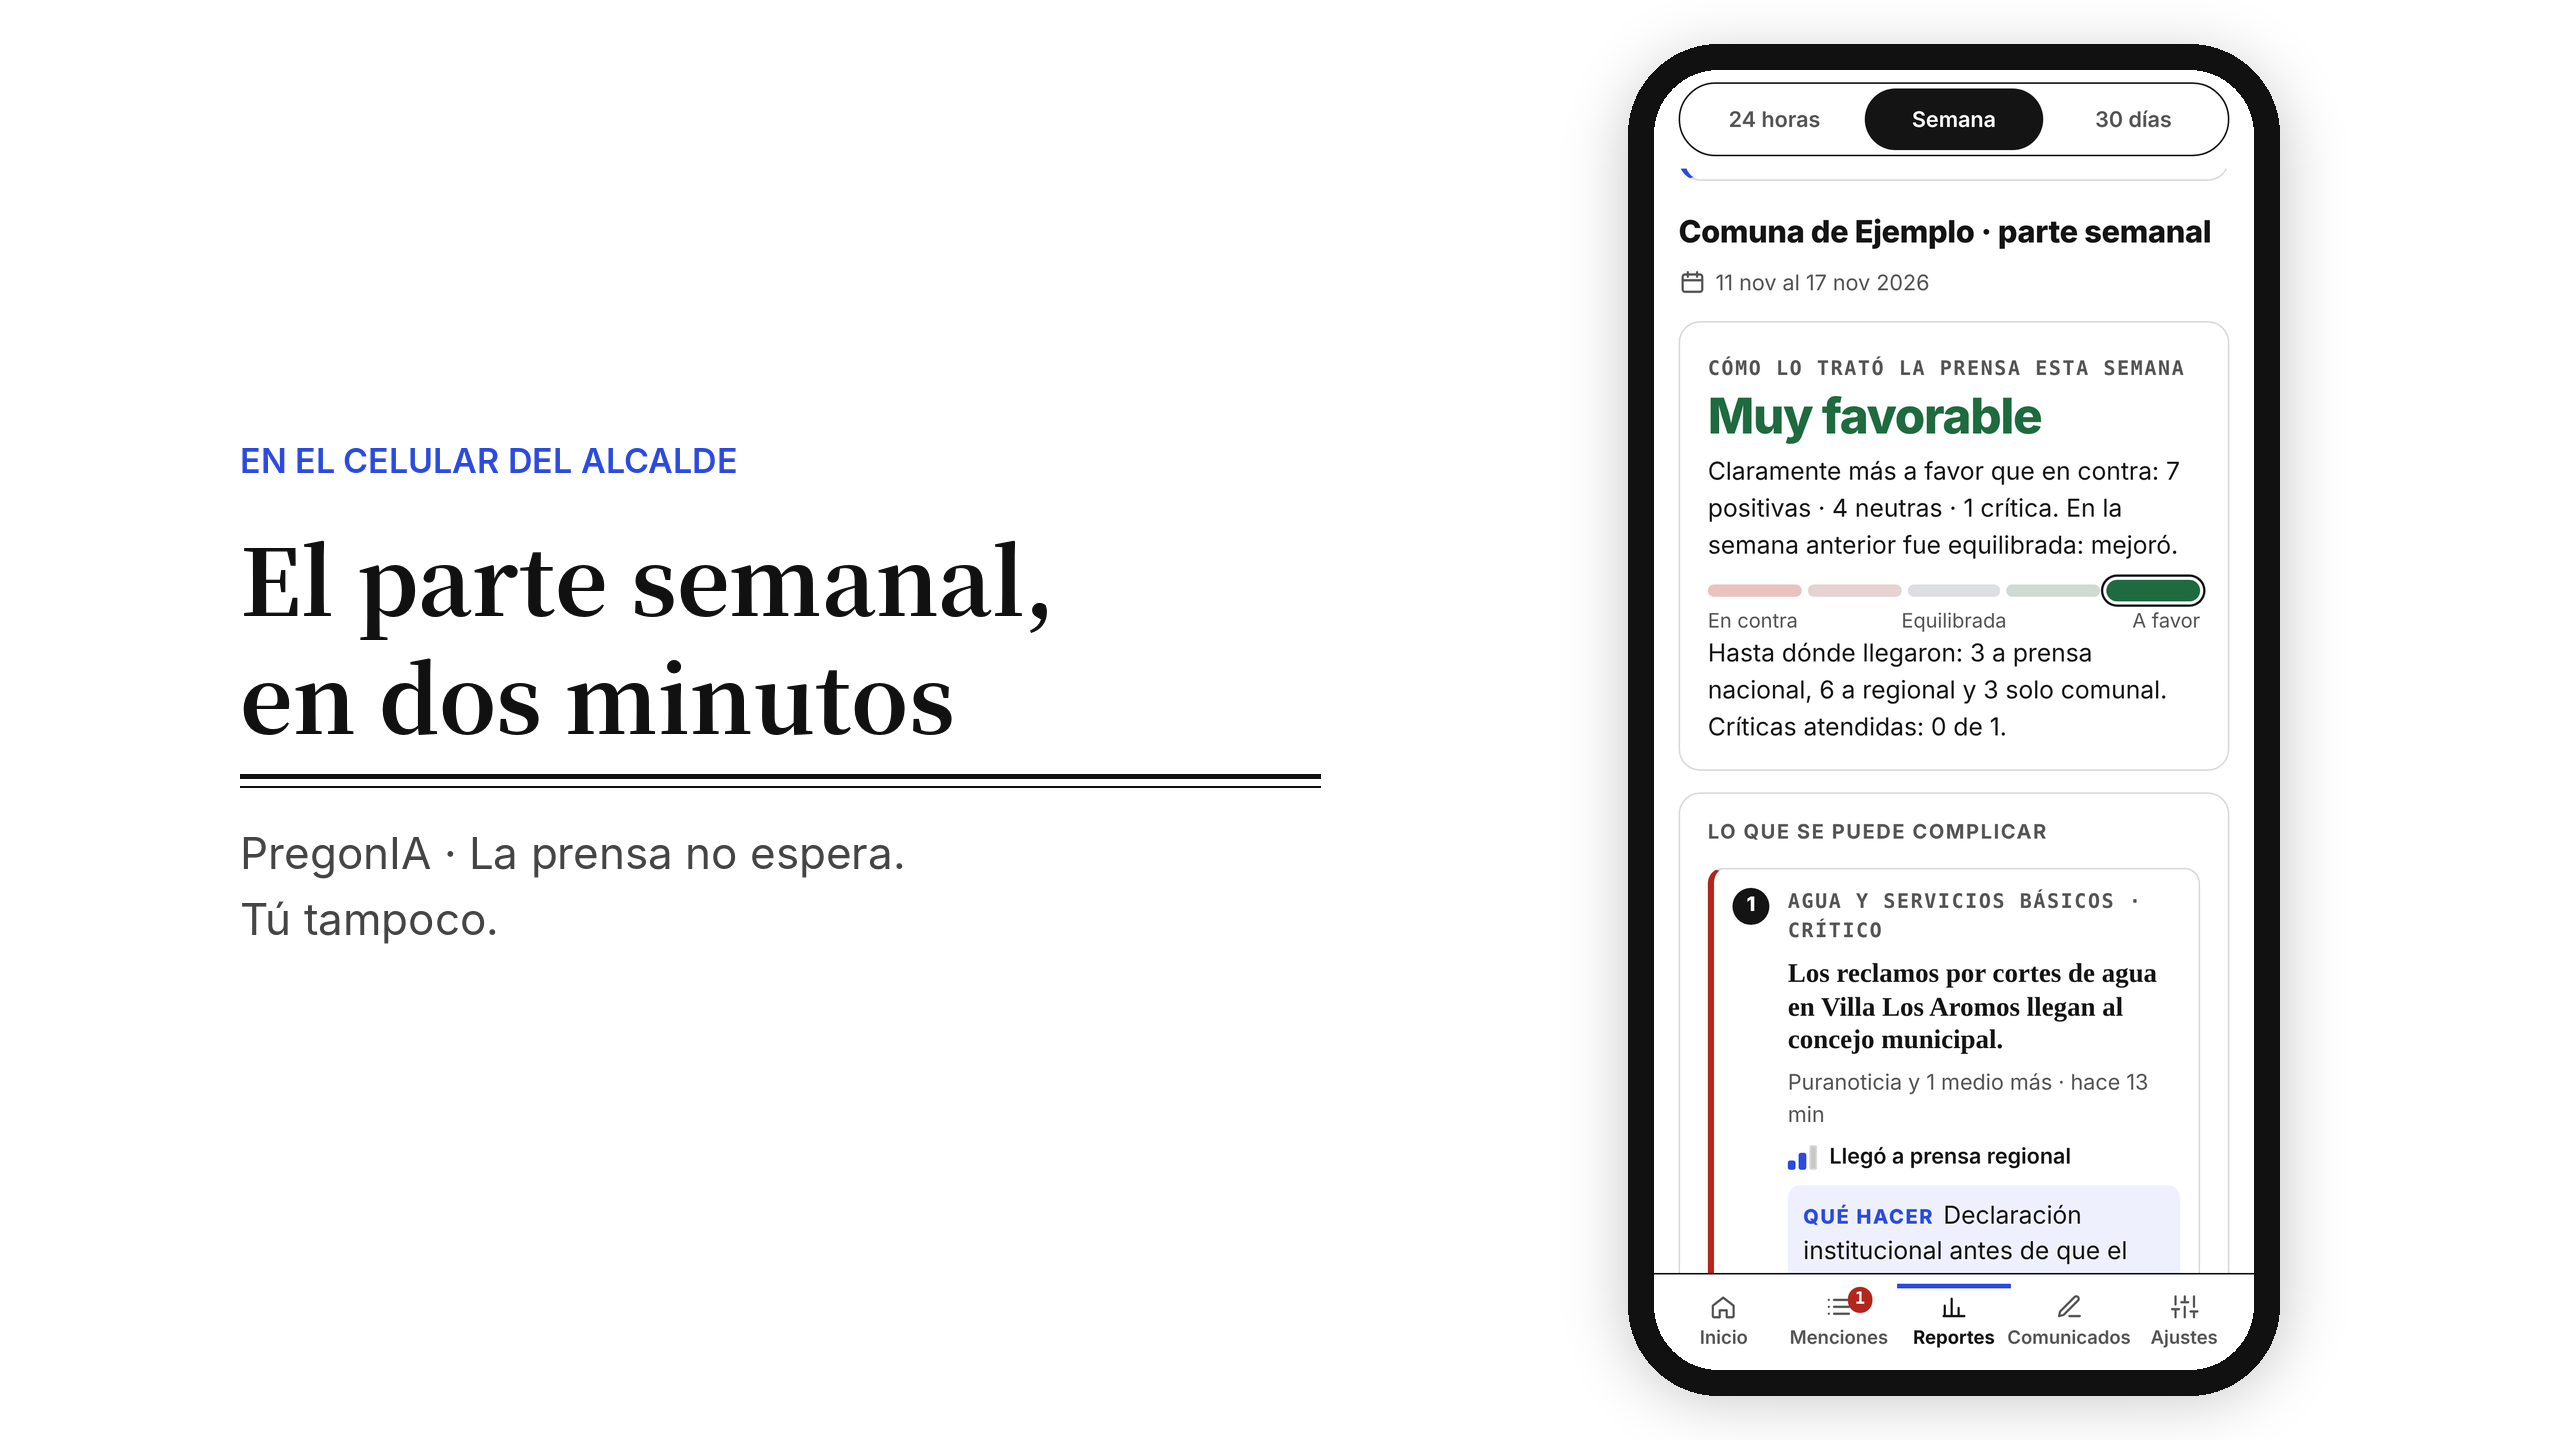 EN EL CELULAR DEL ALCALDE
El parte semanal,
en dos minutos
PregonIA · La prensa no espera.
Tú tampoco.
24 horas
Semana
30 días
Comuna de Ejemplo · parte semanal
11 nov al 17 nov 2026
CÓMO LO TRATÓ LA PRENSA ESTA SEMANA
Muy favorable
Claramente más a favor que en contra: 7
positivas · 4 neutras · 1 crítica. En la
semana anterior fue equilibrada: mejoró.
En contra
Equilibrada
A favor
Hasta dónde llegaron: 3 a prensa
nacional, 6 a regional y 3 solo comunal.
Críticas atendidas: 0 de 1.
LO QUE SE PUEDE COMPLICAR
1
AGUA Y SERVICIOS BÁSICOS ·
CRÍTICO
Los reclamos por cortes de agua
en Villa Los Aromos llegan al
concejo municipal.
Puranoticia y 1 medio más · hace 13
min
Llegó a prensa regional
QUÉ HACER Declaración
institucional antes de que el
1
Inicio
Menciones
Reportes
Comunicados
Ajustes